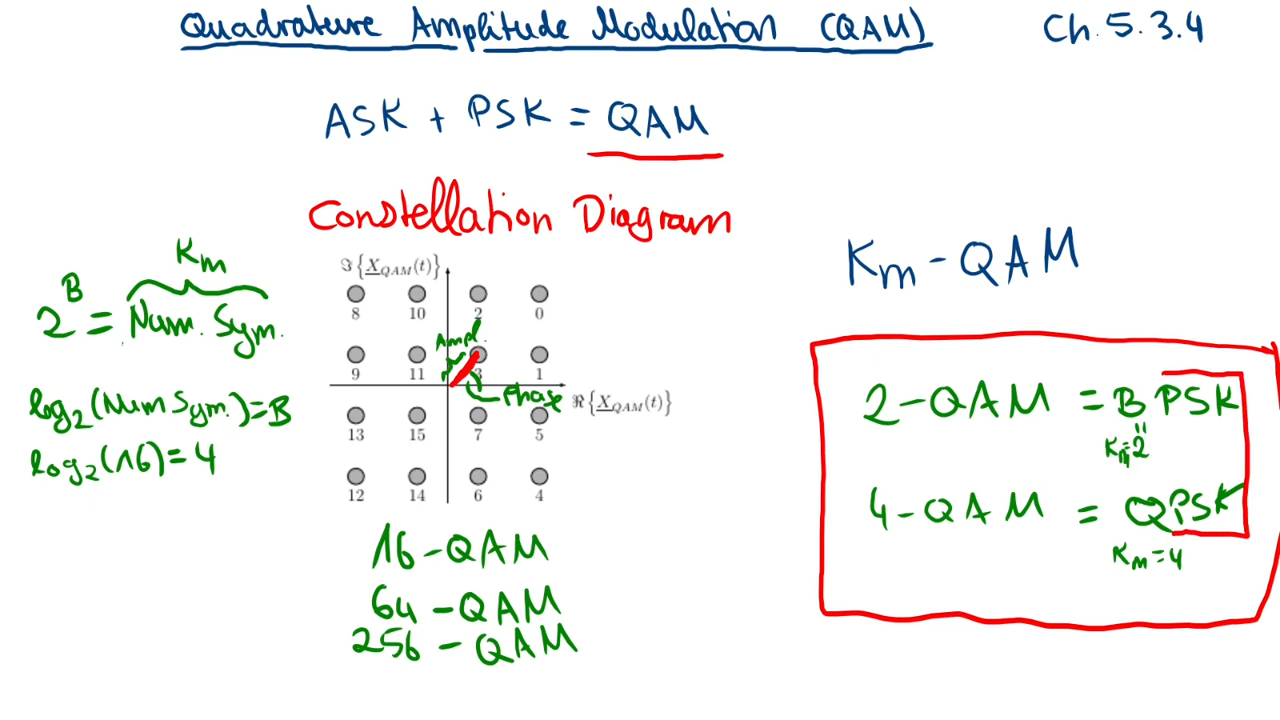 Quadrature Amplitude Modulation (QAM) Ch. 5.3.4
ASK + PSK = QAM
Constellation Diagram
Km
2^B = Num. Sym.
log₂(Num Sym.) = B
log₂(16) = 4
ℑ{X_QAM(t)}
8 10 2 0
Ampl.
9 11 3 1
Phase
ℜ{X_QAM(t)}
13 15 7 5
12 14 6 4
16-QAM
64-QAM
256-QAM
Km-QAM
2-QAM = BPSK
Km=2
4-QAM = QPSK
Km=4